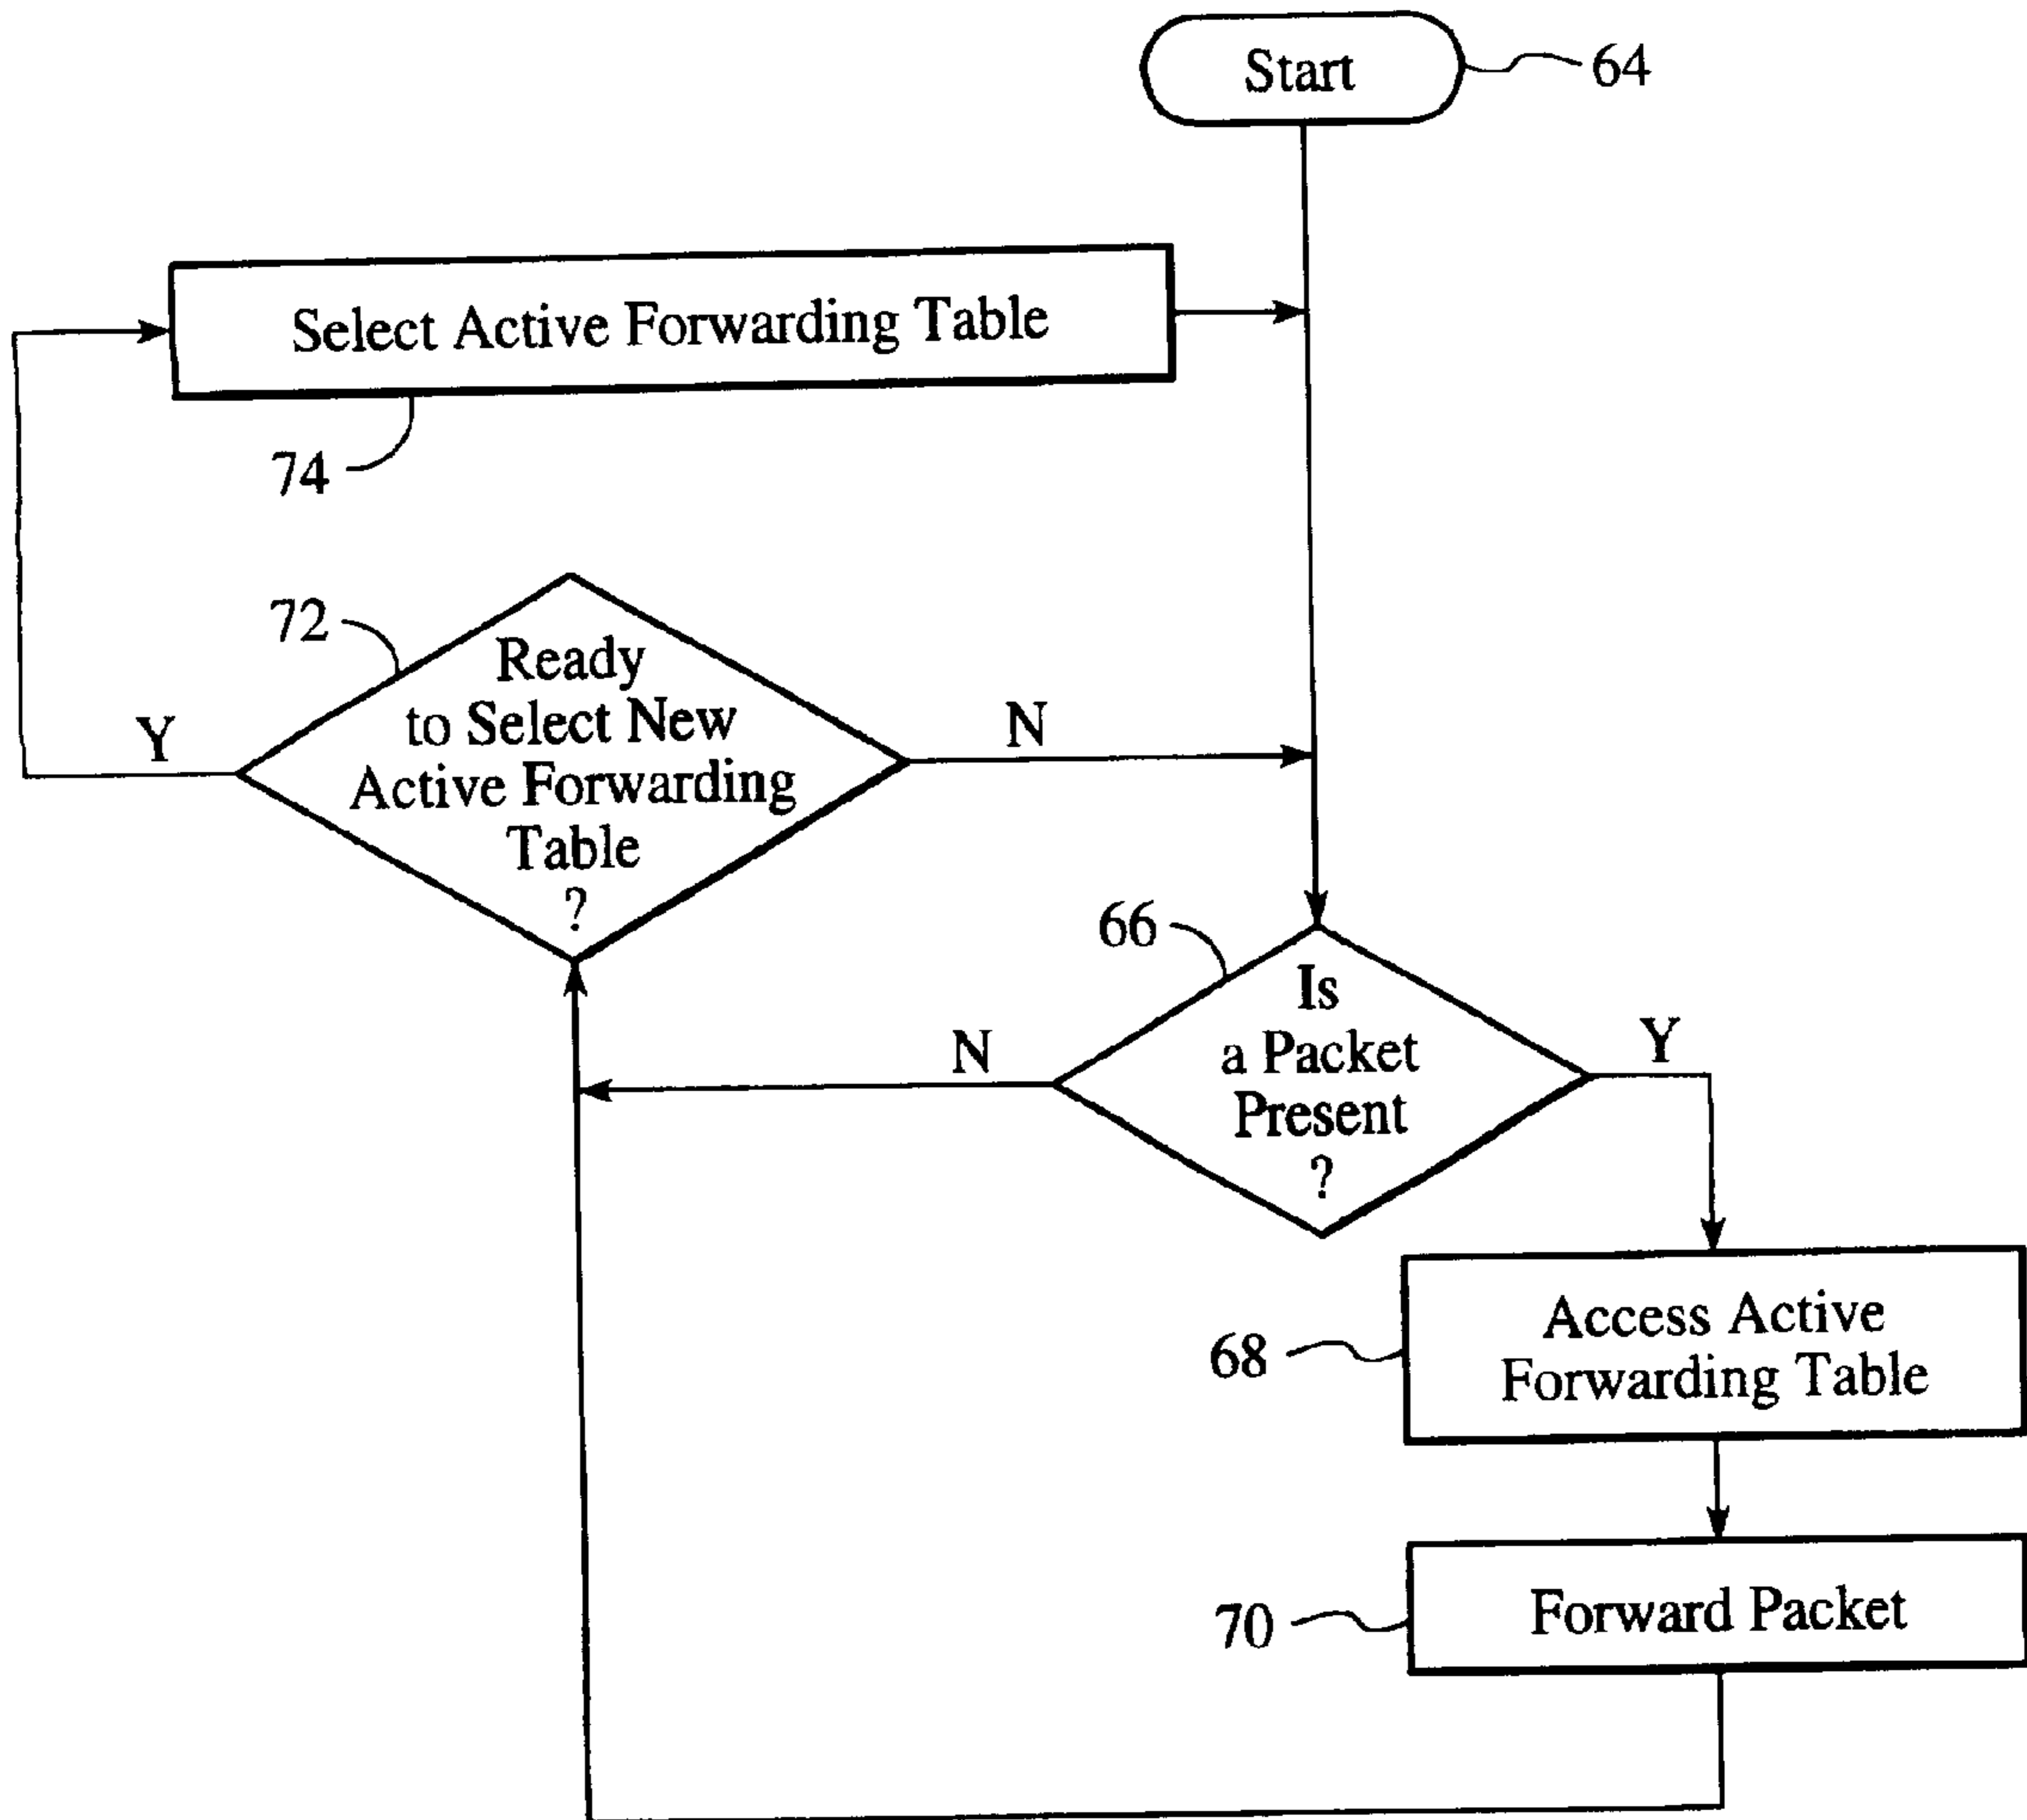 Start
64
Select Active Forwarding Table
74
72
Ready
to Select New
Active Forwarding
Table
?
Y
N
66
Is
a Packet
Present
?
N
Y
68
Access Active
Forwarding Table
70
Forward Packet